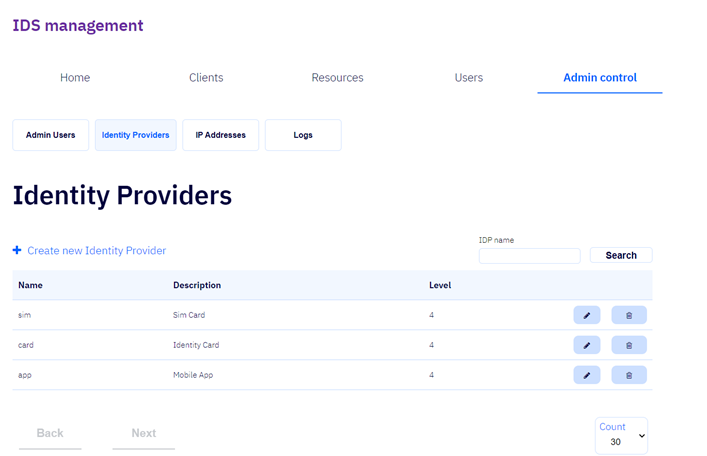 IDS management
Home Clients Resources Users Admin control
Admin Users Identity Providers IP Addresses Logs
Identity Providers
Create new Identity Provider
IDP name
Search
Name Description Level
sim Sim Card 4
card Identity Card 4
app Mobile App 4
Back Next
Count
30